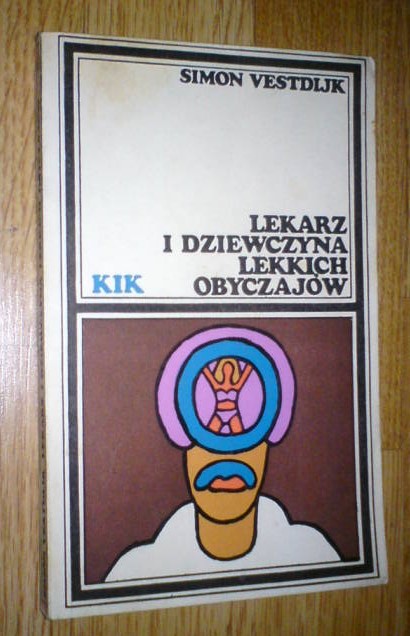 SIMON VESTDIJK
LEKARZ
I DZIEWCZYNA
LEKKICH
KIK OBYCZAJÓW